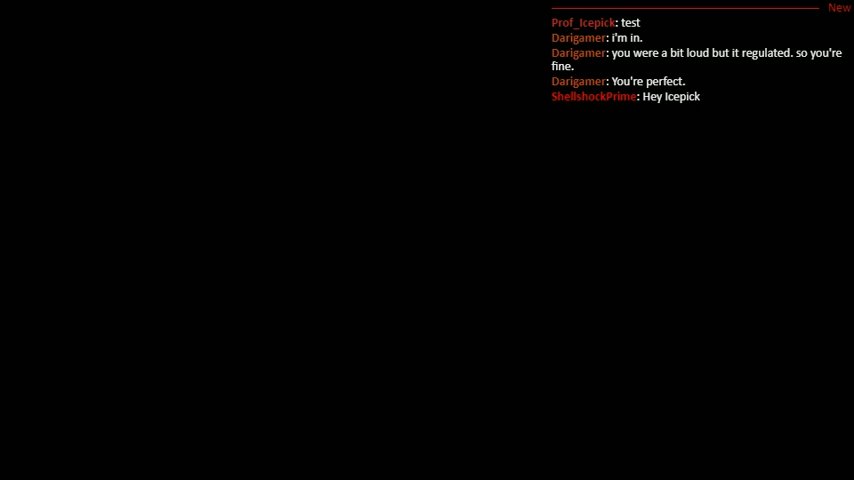 New
Prof_Icepick: test
Darigamer: i'm in.
Darigamer: you were a bit loud but it regulated. so you're
fine.
Darigamer: You're perfect.
ShellshockPrime: Hey Icepick